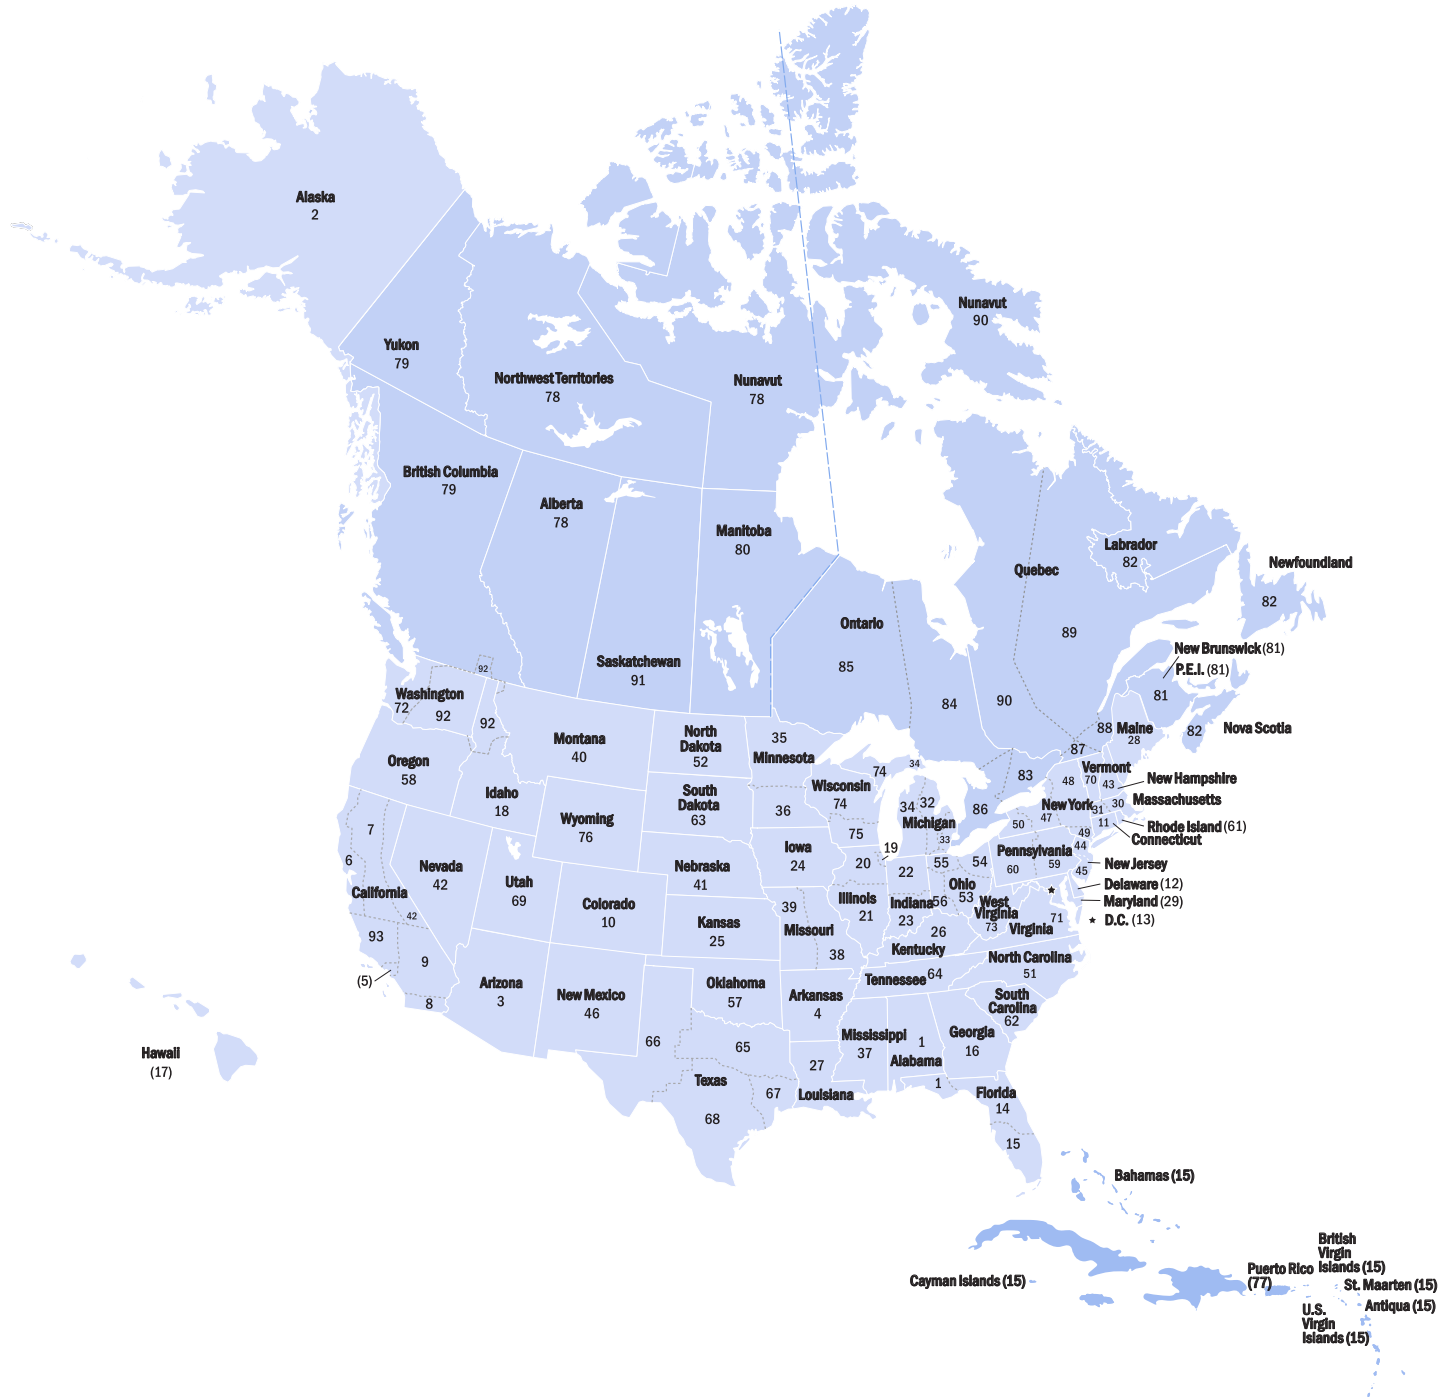 Alaska
2
Nunavut
90
Yukon
79
Northwest Territories
78
Nunavut
78
British Columbia
79
Alberta
78
Manitoba
80
Saskatchewan
91
Ontario
85
84
Quebec
89
90
Labrador
82
Newfoundland
82
New Brunswick (81)
P.E.I. (81)
81
82
Nova Scotia
88
87
83
86
92
Washington
72
92
92
Oregon
58
Idaho
18
Montana
40
North
Dakota
52
South
Dakota
63
35
Minnesota
36
Wisconsin
74
74
75
34
34
32
Michigan
33
Wyoming
76
Nebraska
41
Iowa
24
7
6
California
42
93
9
(5)
8
Nevada
42
Utah
69
Colorado
10
Kansas
25
39
Missouri
38
19
20
Illinois
21
22
Indiana
23
55
54
Ohio
53
56
West
Virginia
73
71
Virginia
26
Kentucky
Tennessee 64
North Carolina
51
South
Carolina
62
Maine
28
Vermont
70
43
New Hampshire
48
New York
47
50
49
31
30
Massachusetts
11
Rhode Island (61)
Connecticut
Pennsylvania
60
59
44
45
New Jersey
Delaware (12)
Maryland (29)
D.C. (13)
Arizona
3
New Mexico
46
Oklahoma
57
Arkansas
4
66
65
Texas
68
67
27
Louisiana
Mississippi
37
1
Alabama
1
Georgia
16
Florida
14
15
Hawaii
(17)
Bahamas (15)
Cayman Islands (15)
Puerto Rico
(77)
British
Virgin
Islands (15)
St. Maarten (15)
Antiqua (15)
U.S.
Virgin
Islands (15)